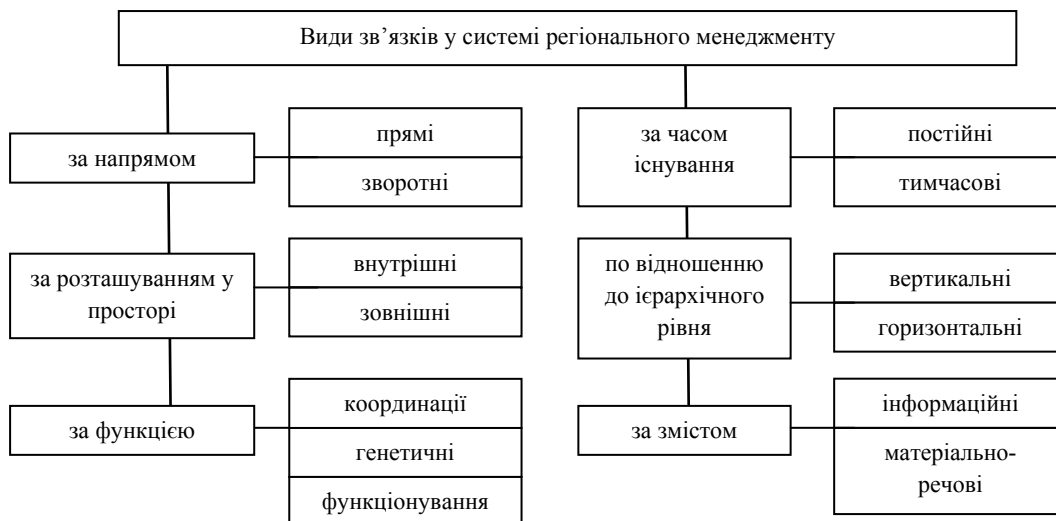 Види зв’язків у системі регіонального менеджменту
за напрямом
прямі
зворотні
за розташуванням у
просторі
внутрішні
зовнішні
за функцією
координації
генетичні
функціонування
за часом
існування
постійні
тимчасові
по відношенню
до ієрархічного
рівня
вертикальні
горизонтальні
за змістом
інформаційні
матеріально-
речові